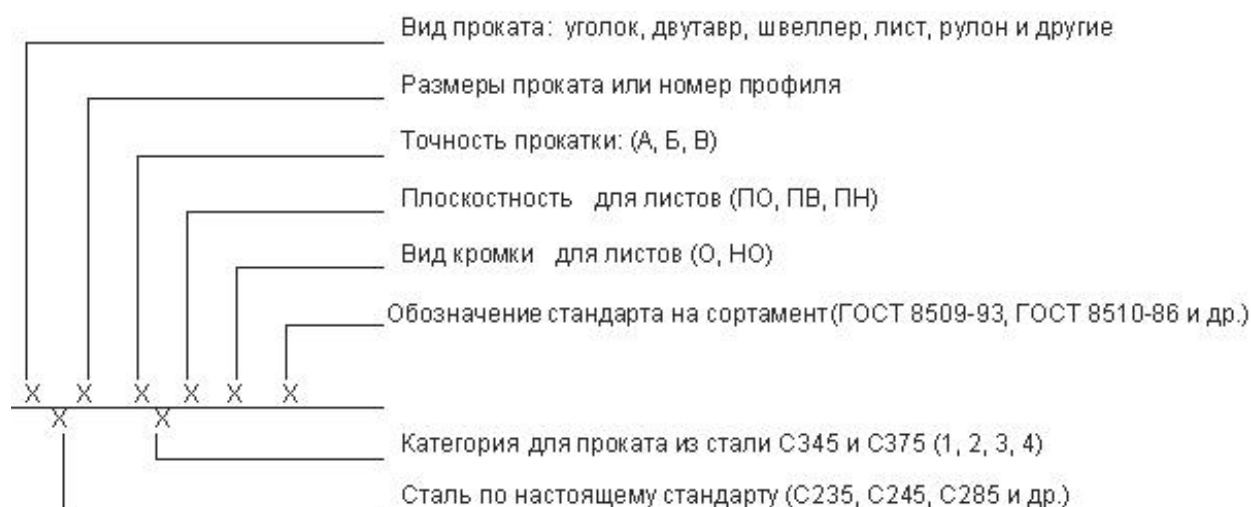 Вид проката: уголок, двутавр, швеллер, лист, рулон и другие
Размеры проката или номер профиля
Точность прокатки: (А, Б, В)
Плоскостность для листов (ПО, ПВ, ПН)
Вид кромки для листов (О, НО)
Обозначение стандарта на сортамент(ГОСТ 8509-93, ГОСТ 8510-86 и др.)
X X X X X X
X X
Категория для проката из стали С345 и С375 (1, 2, 3, 4)
Сталь по настоящему стандарту (С235, С245, С285 и др.)